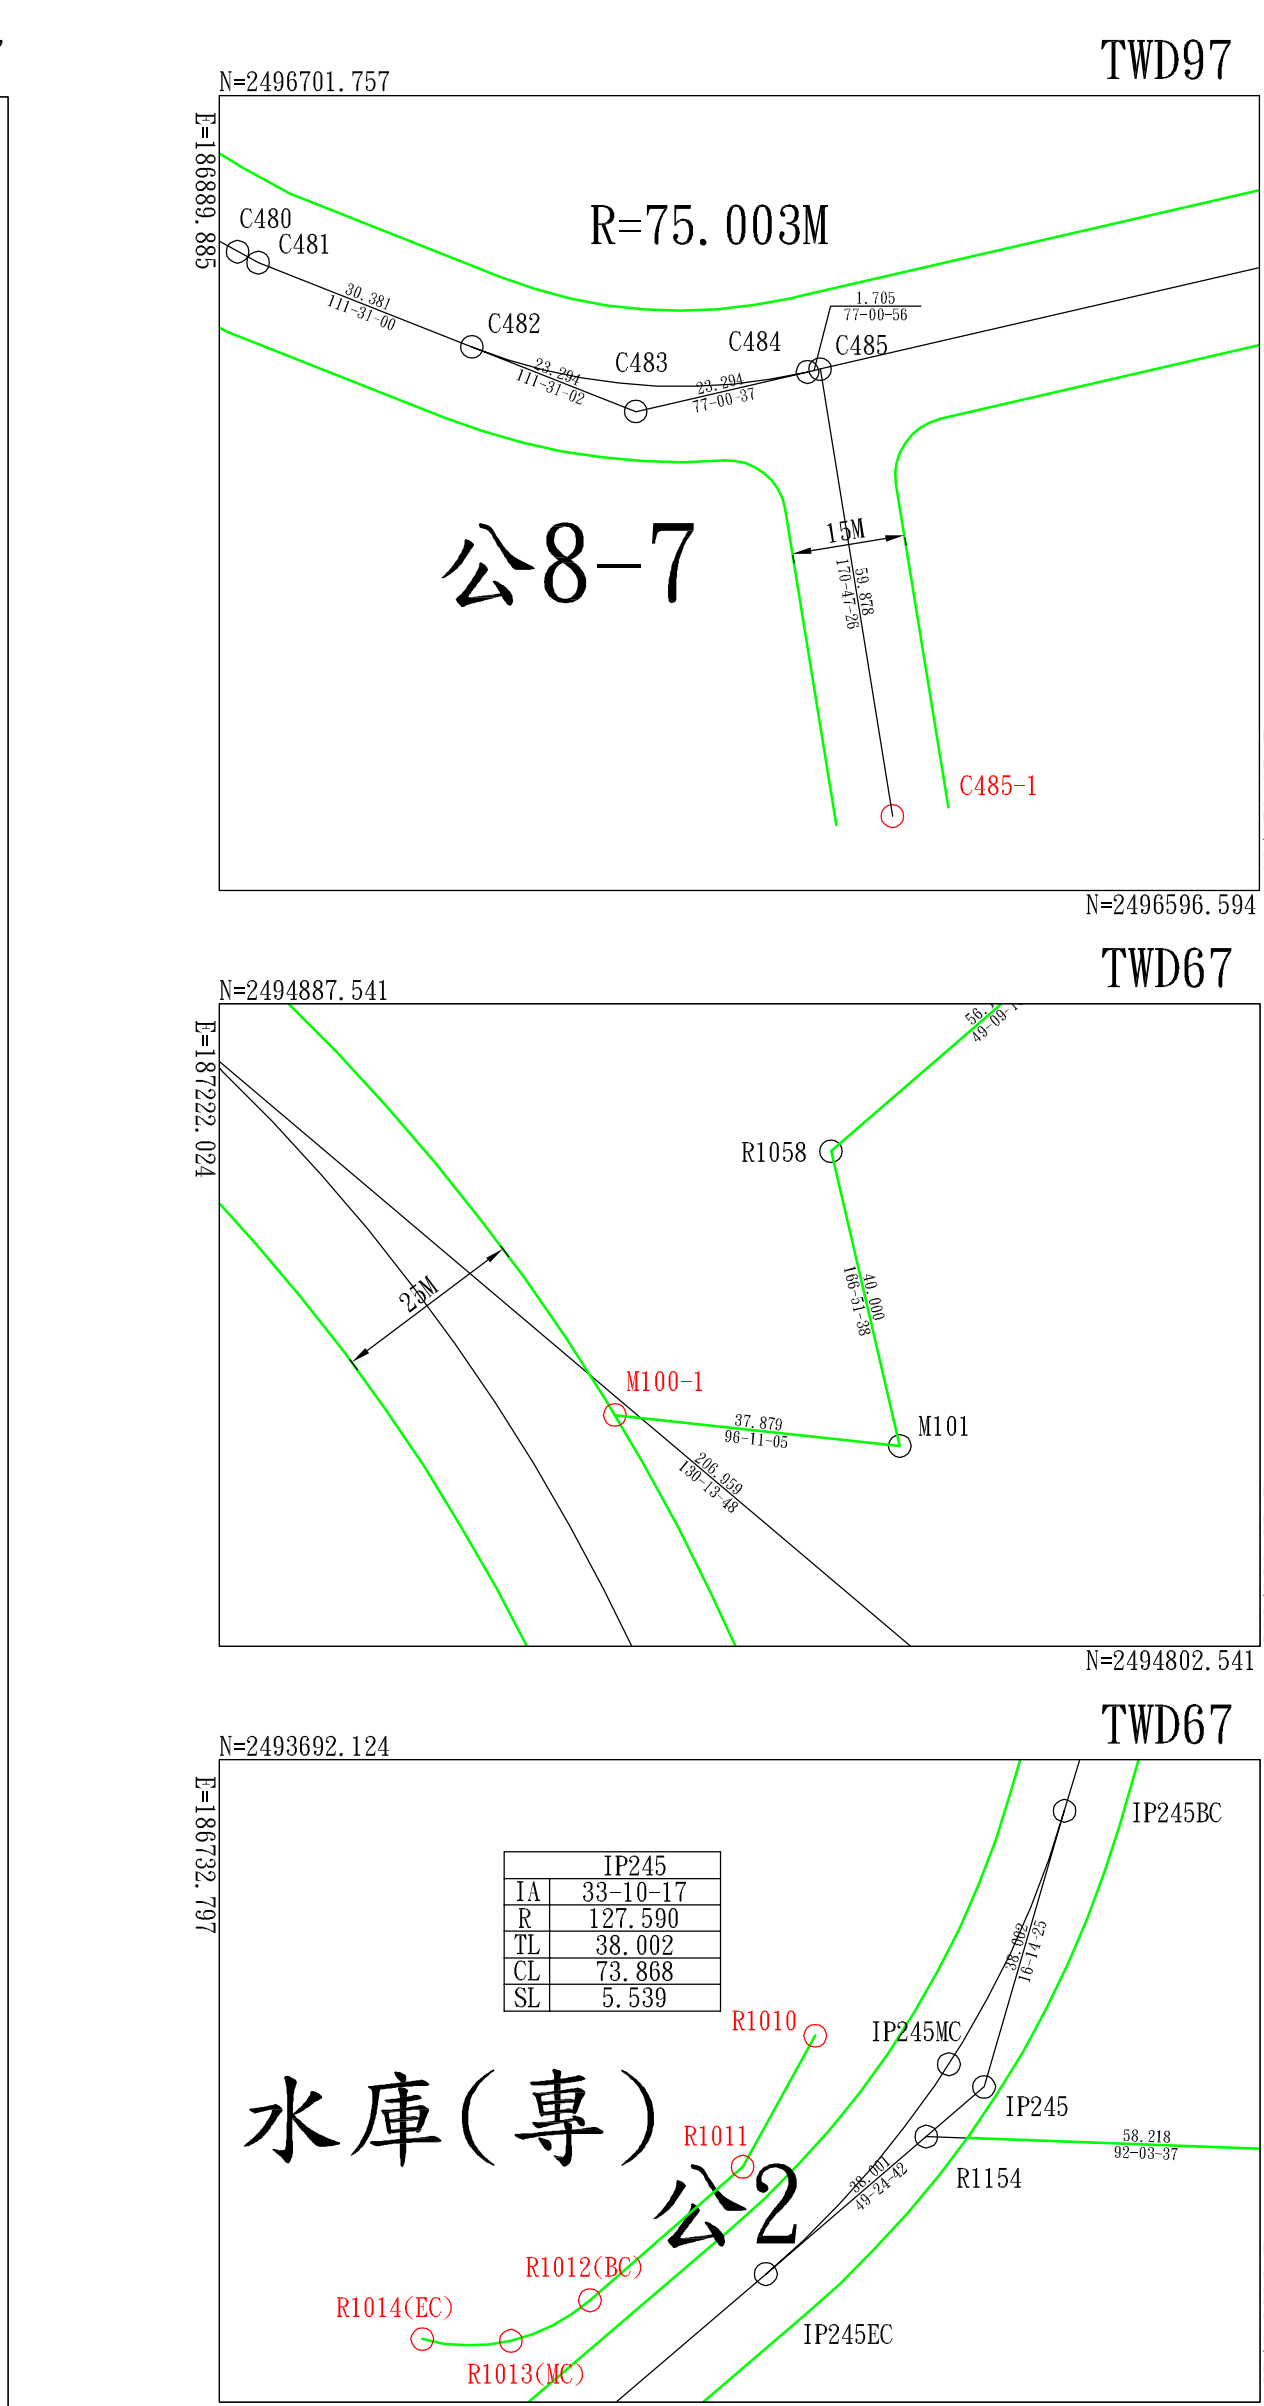 TWD97
N=2496701.757
E=186889.885
R=75.003M
C480
C481
30.381
111-31-00
C482
23.294
111-31-02
C483
C484
23.294
77-00-37
1.705
77-00-56
C485
公8-7
15M
59.878
170-47-26
C485-1
N=2496596.594
TWD67
N=2494887.541
E=187222.024
56.
49-09-1
R1058
40.000
166-51-38
25M
M100-1
37.879
96-11-05
M101
206.959
130-13-48
N=2494802.541
TWD67
N=2493692.124
E=186732.797
IP245BC
IP245
IA 33-10-17
R 127.590
TL 38.002
CL 73.868
SL 5.539
38.002
16-14-25
R1010
IP245MC
IP245
水庫(專)
R1011
58.218
92-03-37
R1154
公2
38.001
49-24-42
R1012(BC)
R1014(EC)
IP245EC
R1013(MC)